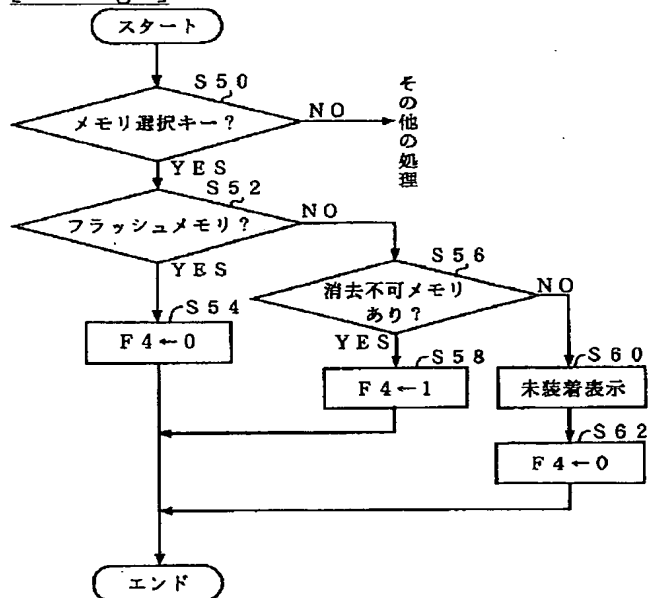 スタート
S50
メモリ選択キー?
NO
その他の処理
YES
S52
フラッシュメモリ?
NO
YES
S56
消去不可メモリ
あり?
NO
S54
F4←0
YES
S58
F4←1
S60
未装着表示
S62
F4←0
エンド